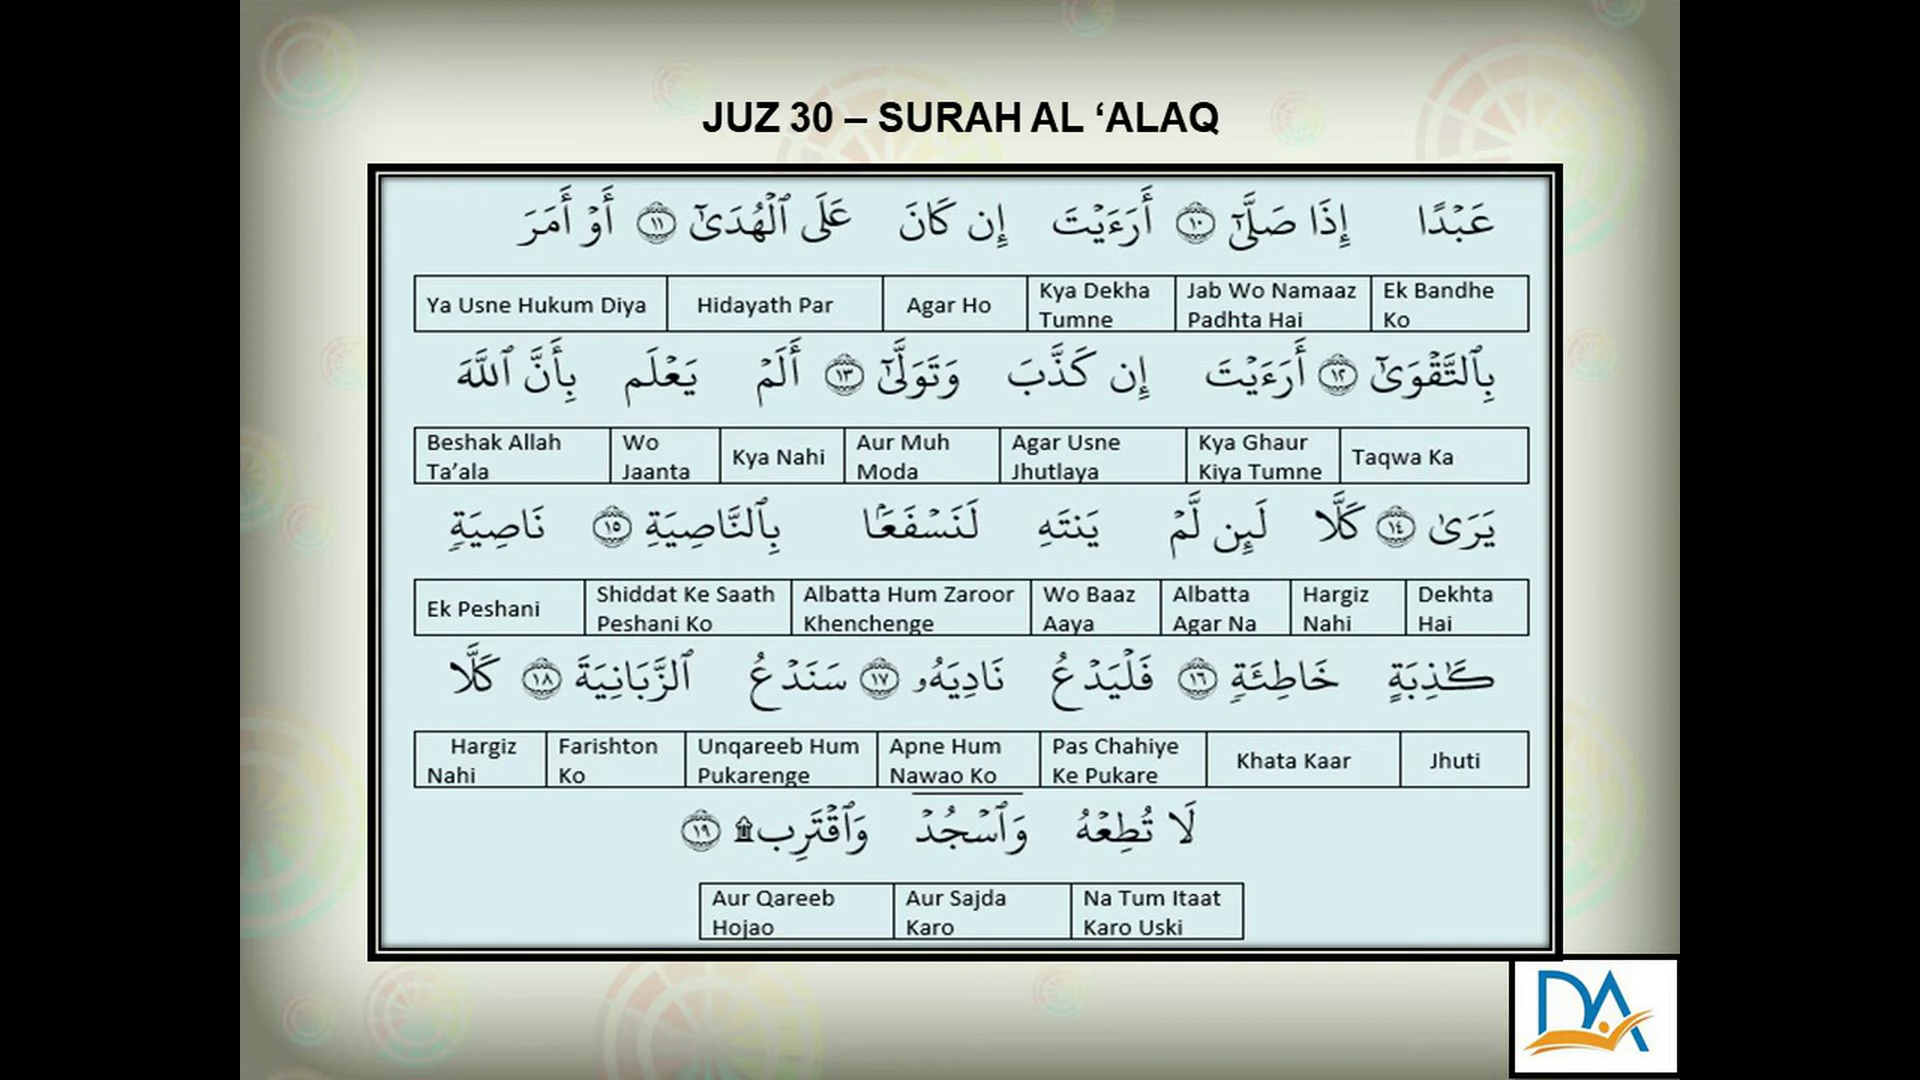 JUZ 30 – SURAH AL ‘ALAQ
عَبْدًا إِذَا صَلَّىٰٓ ١٠ أَرَءَيْتَ إِن كَانَ عَلَى ٱلْهُدَىٰٓ ١١ أَوْ أَمَرَ
Ya Usne Hukum Diya | Hidayath Par | Agar Ho | Kya Dekha Tumne | Jab Wo Namaaz Padhta Hai | Ek Bandhe Ko
بِٱلتَّقْوَىٰٓ ١٢ أَرَءَيْتَ إِن كَذَّبَ وَتَوَلَّىٰٓ ١٣ أَلَمْ يَعْلَم بِأَنَّ ٱللَّهَ
Beshak Allah Ta’ala | Wo Jaanta | Kya Nahi | Aur Muh Moda | Agar Usne Jhutlaya | Kya Ghaur Kiya Tumne | Taqwa Ka
يَرَىٰ ١٤ كَلَّا لَئِن لَّمْ يَنتَهِ لَنَسْفَعًۢا بِٱلنَّاصِيَةِ ١٥ نَاصِيَةٍ
Ek Peshani | Shiddat Ke Saath Peshani Ko | Albatta Hum Zaroor Khenchenge | Wo Baaz Aaya | Albatta Agar Na | Hargiz Nahi | Dekhta Hai
كَٰذِبَةٍ خَاطِئَةٍ ١٦ فَلْيَدْعُ نَادِيَهُۥ ١٧ سَنَدْعُ ٱلزَّبَانِيَةَ ١٨ كَلَّا
Hargiz Nahi | Farishton Ko | Unqareeb Hum Pukarenge | Apne Hum Nawao Ko | Pas Chahiye Ke Pukare | Khata Kaar | Jhuti
لَا تُطِعْهُ وَٱسْجُدْ وَٱقْتَرِب ۩ ١٩
Aur Qareeb Hojao | Aur Sajda Karo | Na Tum Itaat Karo Uski
DA